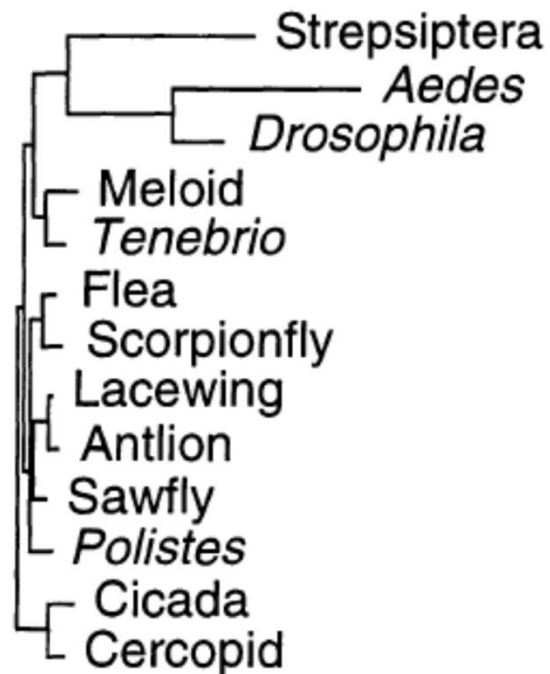 Strepsiptera
Aedes
Drosophila
Meloid
Tenebrio
Flea
Scorpionfly
Lacewing
Antlion
Sawfly
Polistes
Cicada
Cercopid